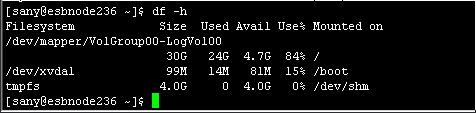 [sany@esbnode236 ~]$ df -h
Filesystem Size Used Avail Use% Mounted on
/dev/mapper/VolGroup00-LogVol00
30G 24G 4.7G 84% /
/dev/xvda1 99M 14M 81M 15% /boot
tmpfs 4.0G 0 4.0G 0% /dev/shm
[sany@esbnode236 ~]$